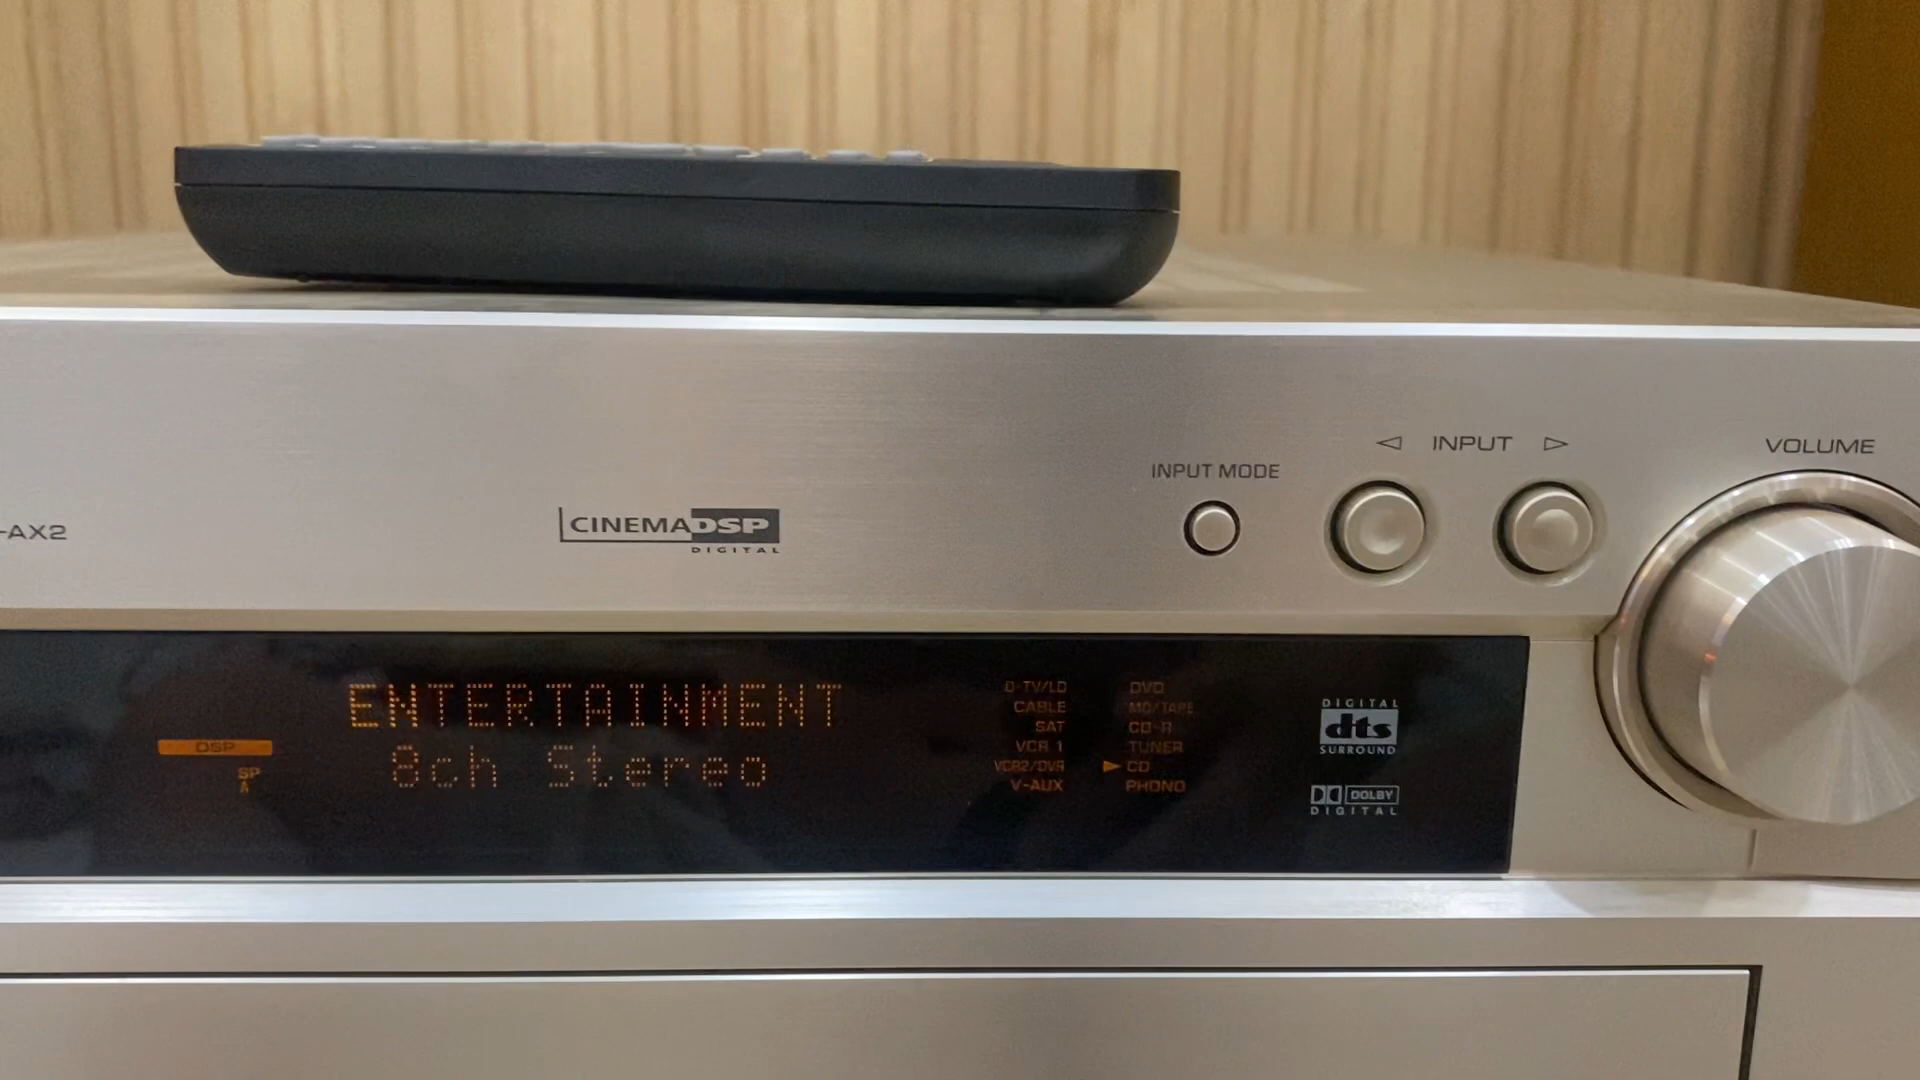 -AX2
CINEMA DSP
DIGITAL
INPUT MODE
INPUT
VOLUME
DSP
SP
A
ENTERTAINMENT
8ch Stereo
D-TV/LD
CABLE
SAT
VCR 1
VCR2/DVR
V-AUX
DVD
MD/TAPE
CD-R
TUNER
CD
PHONO
DIGITAL
dts
SURROUND
DOLBY
DIGITAL